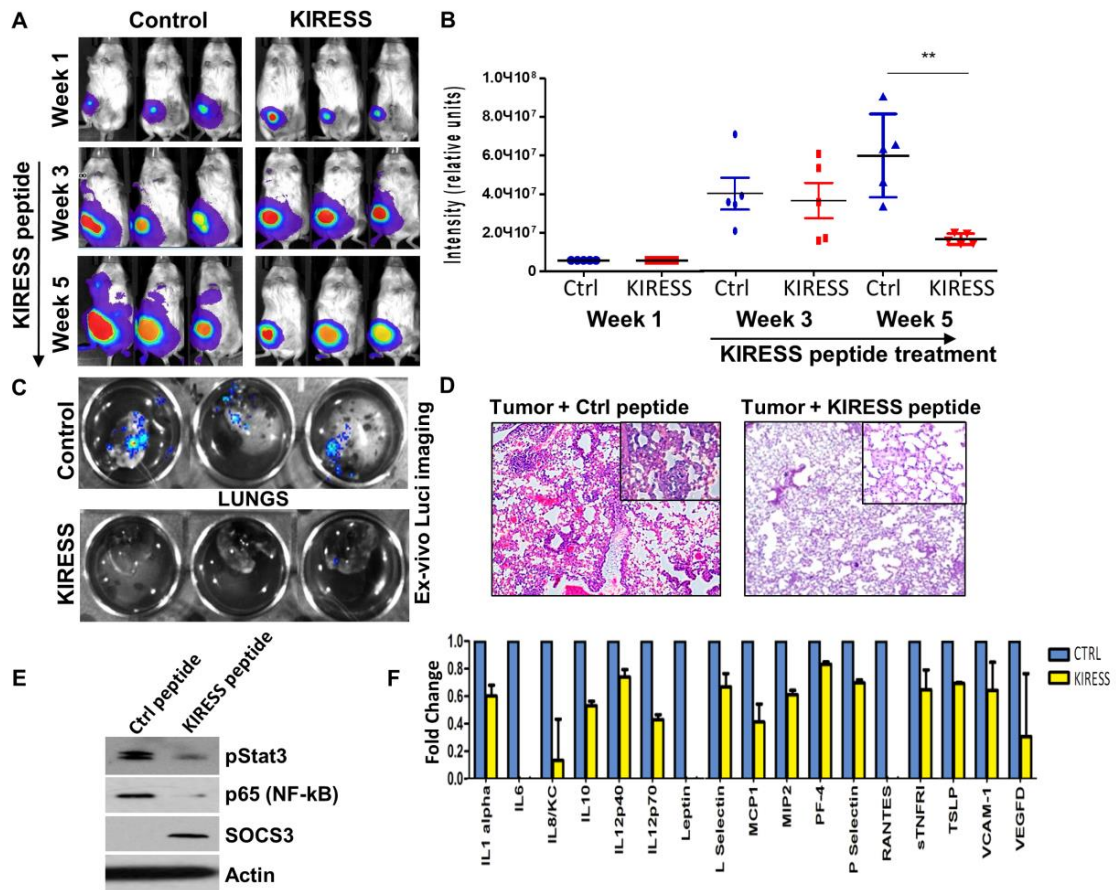 A
Control
KIRESS
Week 1
Week 3
Week 5
KIRESS peptide
B
Intensity (relative units)
1.0Ч10⁸
8.0Ч10⁷
6.0Ч10⁷
4.0Ч10⁷
2.0Ч10⁷
0
**
Ctrl
KIRESS
Ctrl
KIRESS
Ctrl
KIRESS
Week 1
Week 3
Week 5
KIRESS peptide treatment
C
Control
LUNGS
KIRESS
Ex-vivo Luci imaging
D
Tumor + Ctrl peptide
Tumor + KIRESS peptide
E
Ctrl peptide
KIRESS peptide
pStat3
p65 (NF-kB)
SOCS3
Actin
F
Fold Change
1.0
0.8
0.6
0.4
0.2
0.0
CTRL
KIRESS
IL1 alpha
IL6
IL8/KC
IL10
IL12p40
IL12p70
Leptin
L Selectin
MCP1
MIP2
PF-4
P Selectin
RANTES
sTNFRI
TSLP
VCAM-1
VEGFD